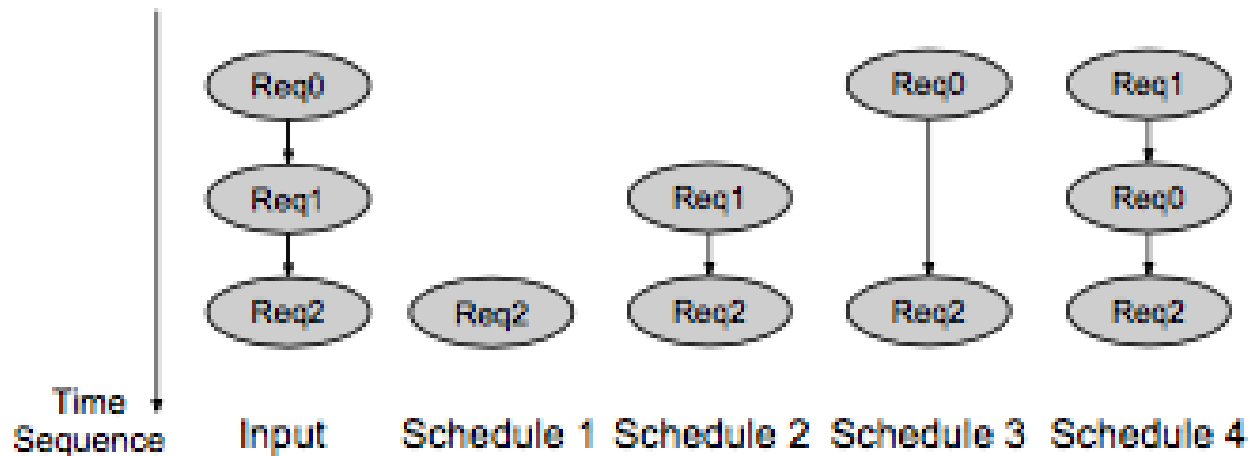 Req0
Req0
Req1
Req1
Req1
Req0
Req2
Req2
Req2
Req2
Req2
Time
Sequence
Input
Schedule 1
Schedule 2
Schedule 3
Schedule 4